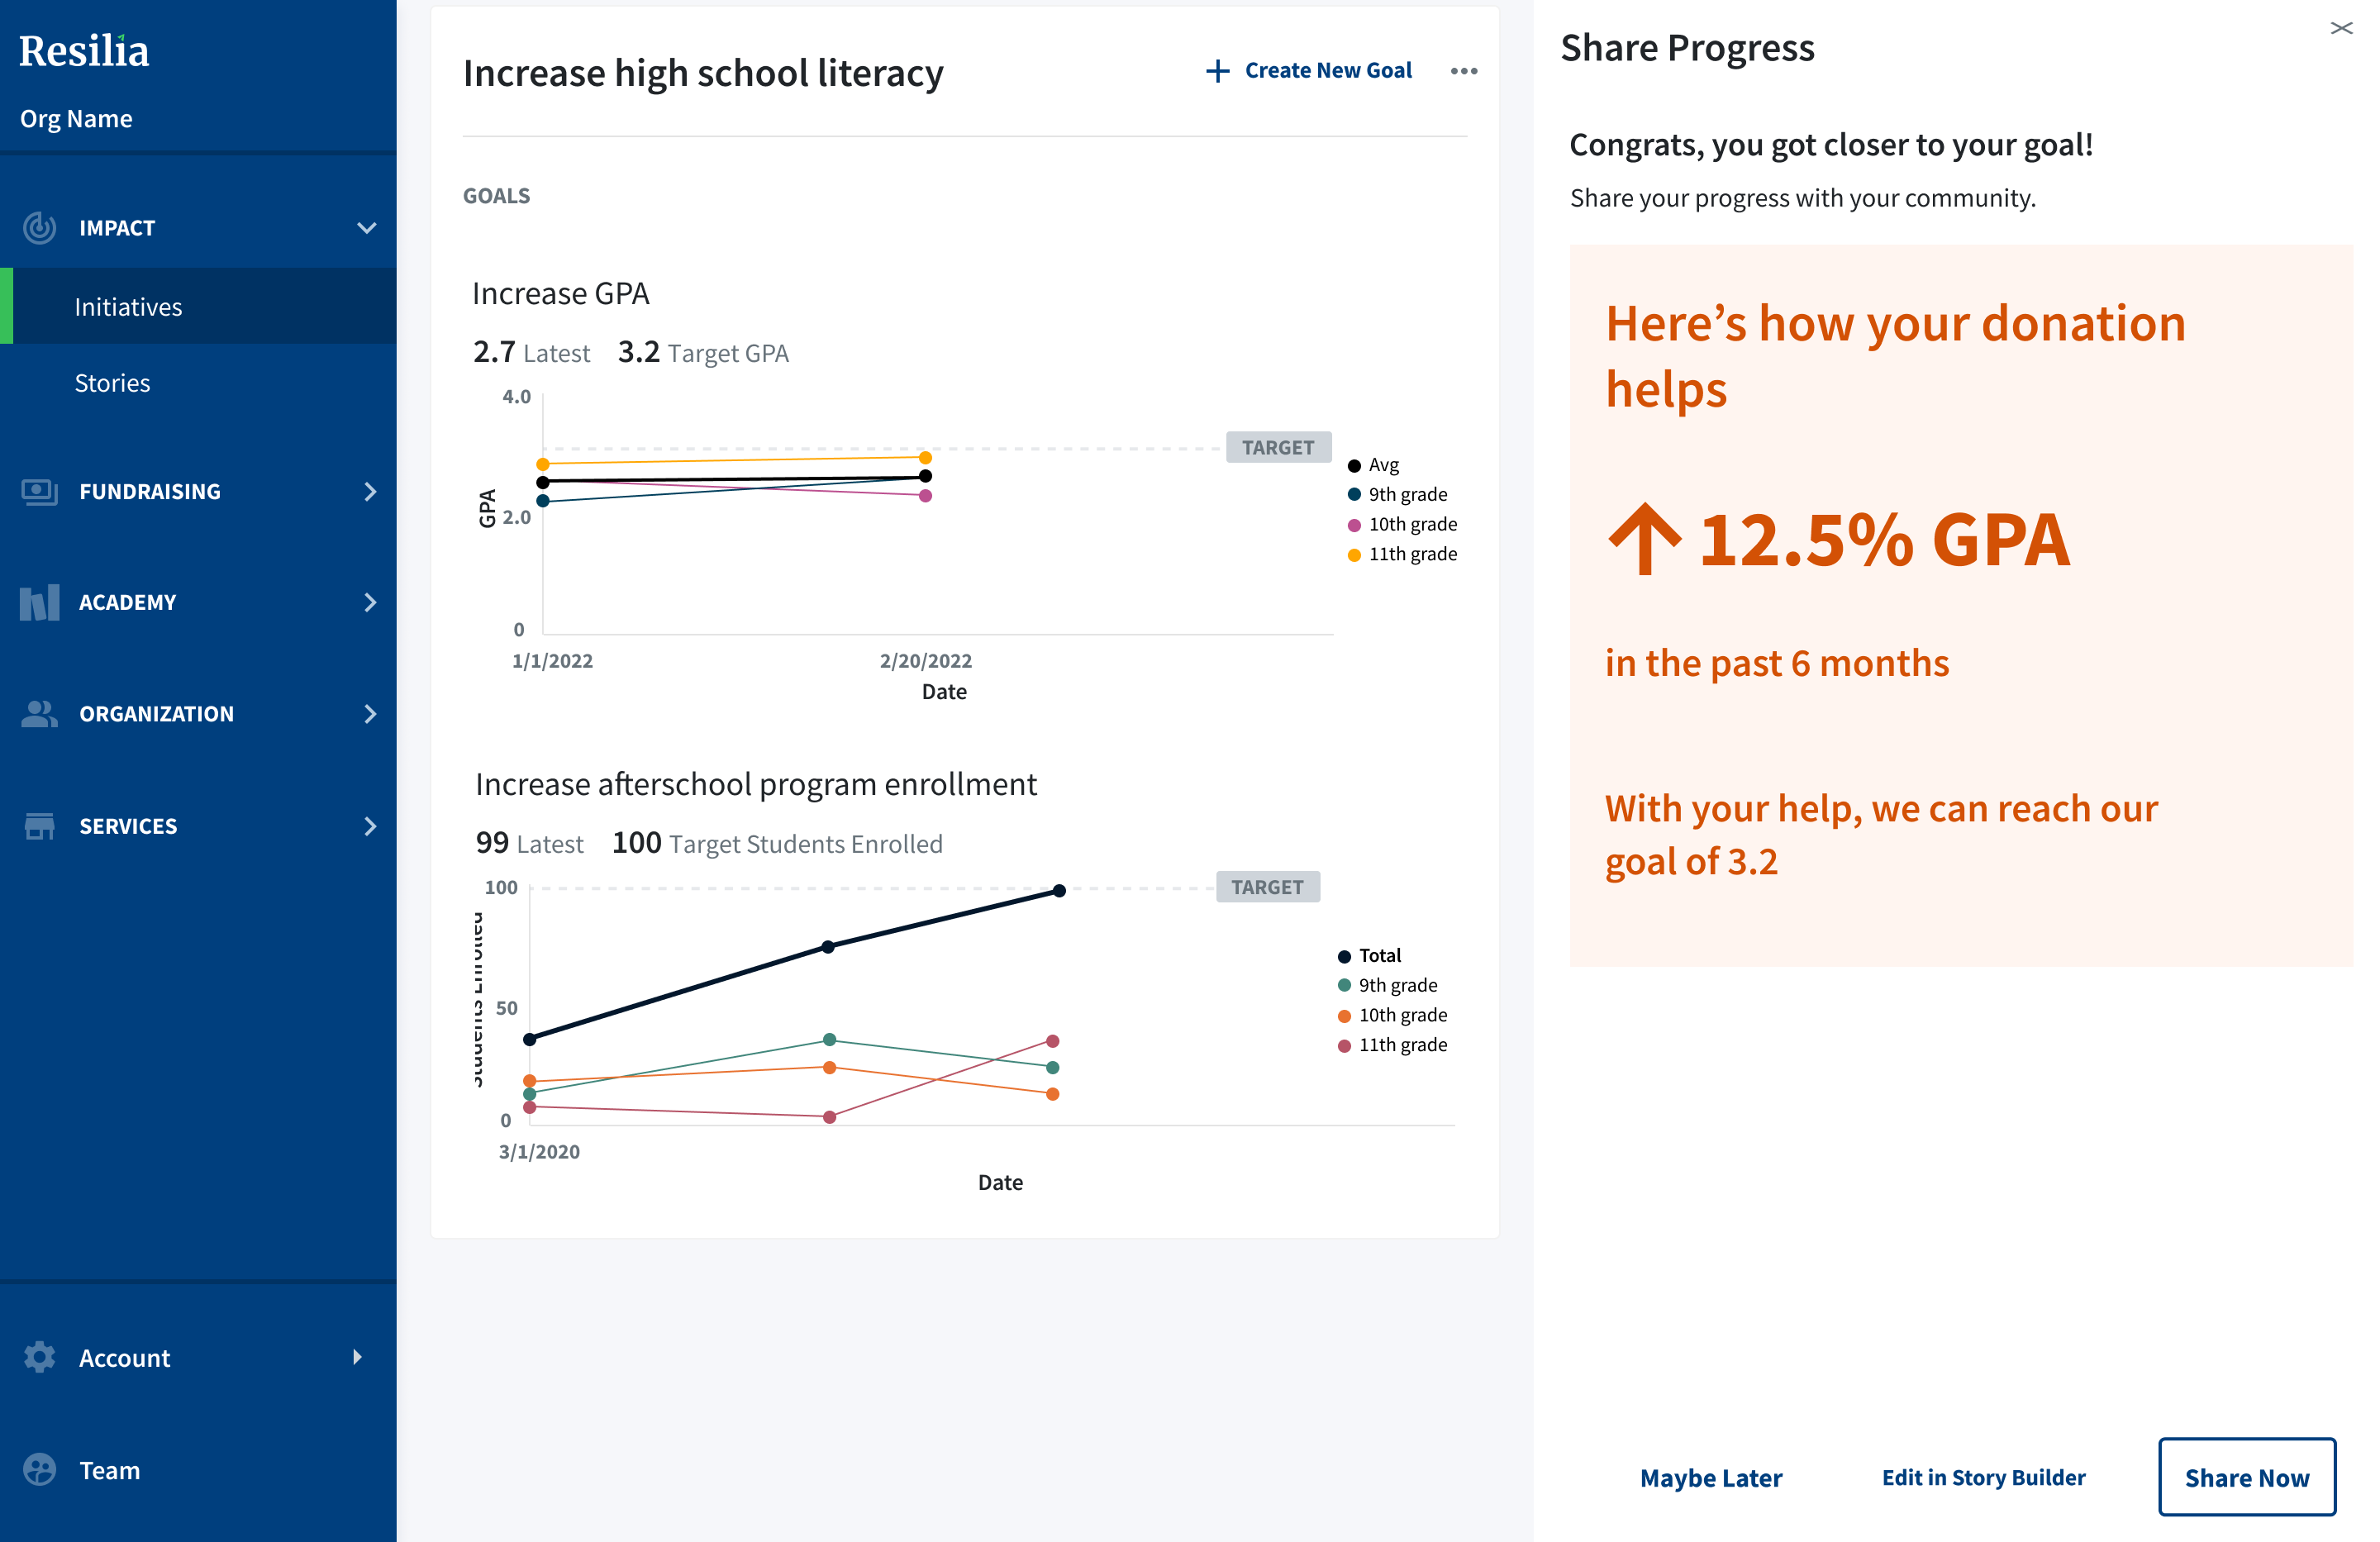 Resilia
Org Name
IMPACT
Initiatives
Stories
FUNDRAISING
ACADEMY
ORGANIZATION
SERVICES
Account
Team
Increase high school literacy
Create New Goal
GOALS
Increase GPA
2.7 Latest 3.2 Target GPA
4.0
TARGET
GPA
2.0
0
1/1/2022
2/20/2022
Date
Avg
9th grade
10th grade
11th grade
Increase afterschool program enrollment
99 Latest 100 Target Students Enrolled
100
TARGET
Students Enrolled
50
0
3/1/2020
Date
Total
9th grade
10th grade
11th grade
Share Progress
Congrats, you got closer to your goal!
Share your progress with your community.
Here’s how your donation
helps
12.5% GPA
in the past 6 months
With your help, we can reach our
goal of 3.2
Maybe Later
Edit in Story Builder
Share Now